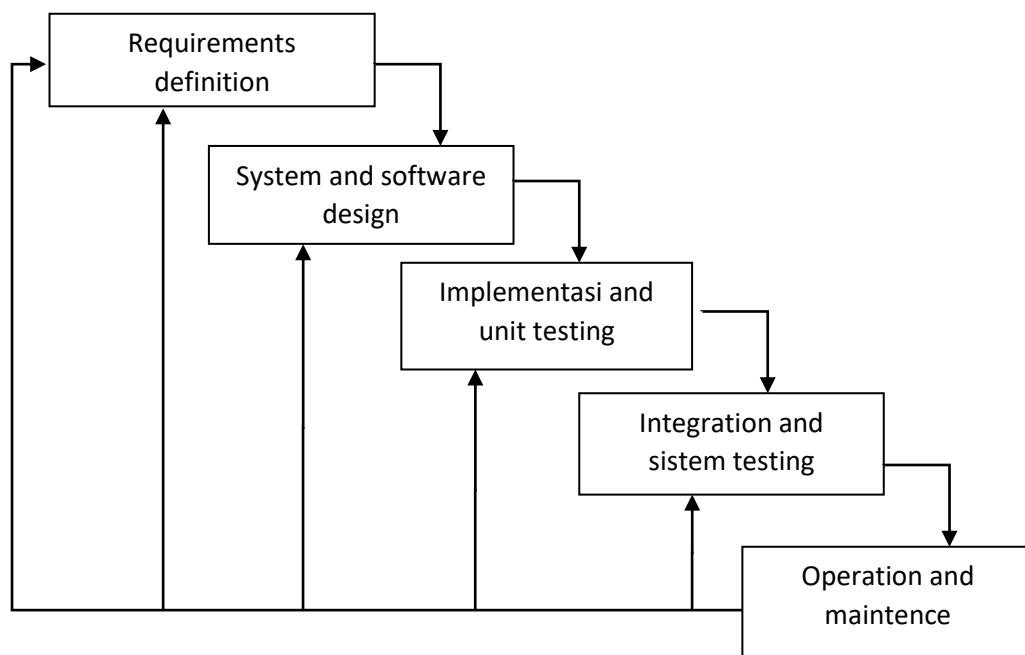 Requirements
definition
System and software
design
Implementasi and
unit testing
Integration and
sistem testing
Operation and
maintence